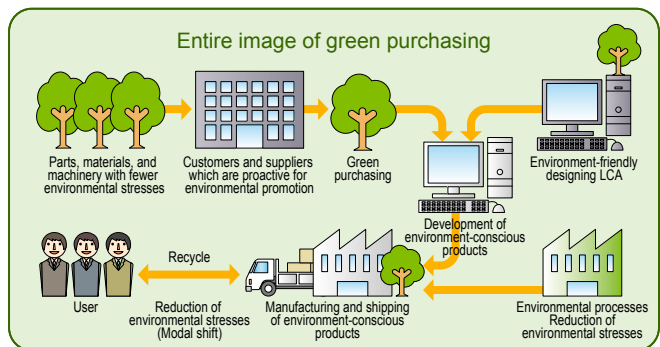 Entire image of green purchasing
Parts, materials, and
machinery with fewer
environmental stresses
Customers and suppliers
which are proactive for
environmental promotion
Green
purchasing
Environment-friendly
designing LCA
Development of
environment-conscious
products
User
Recycle
Reduction of
environmental stresses
(Modal shift)
Manufacturing and shipping
of environment-conscious
products
Environmental processes
Reduction of
environmental stresses